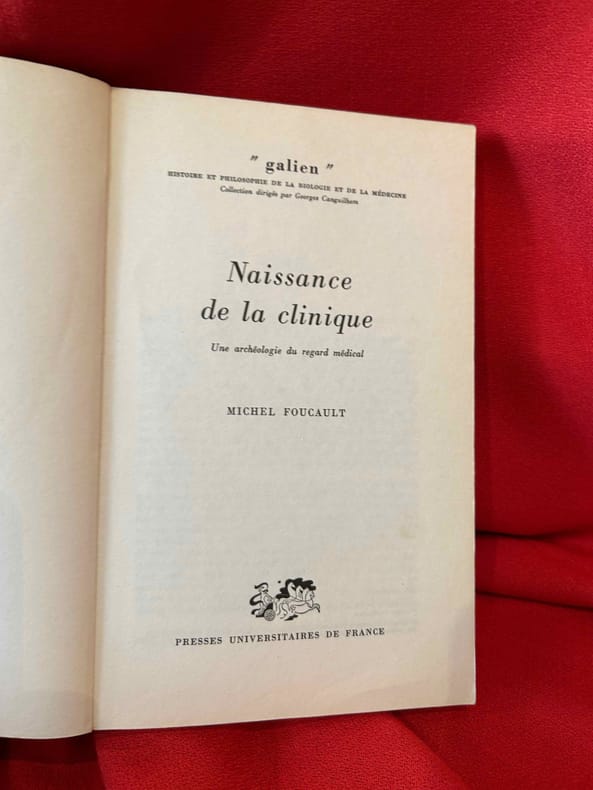 " galien "
HISTOIRE ET PHILOSOPHIE DE LA BIOLOGIE ET DE LA MÉDECINE
Collection dirigée par Georges Canguilhem
Naissance
de la clinique
Une archéologie du regard médical
MICHEL FOUCAULT
PRESSES UNIVERSITAIRES DE FRANCE